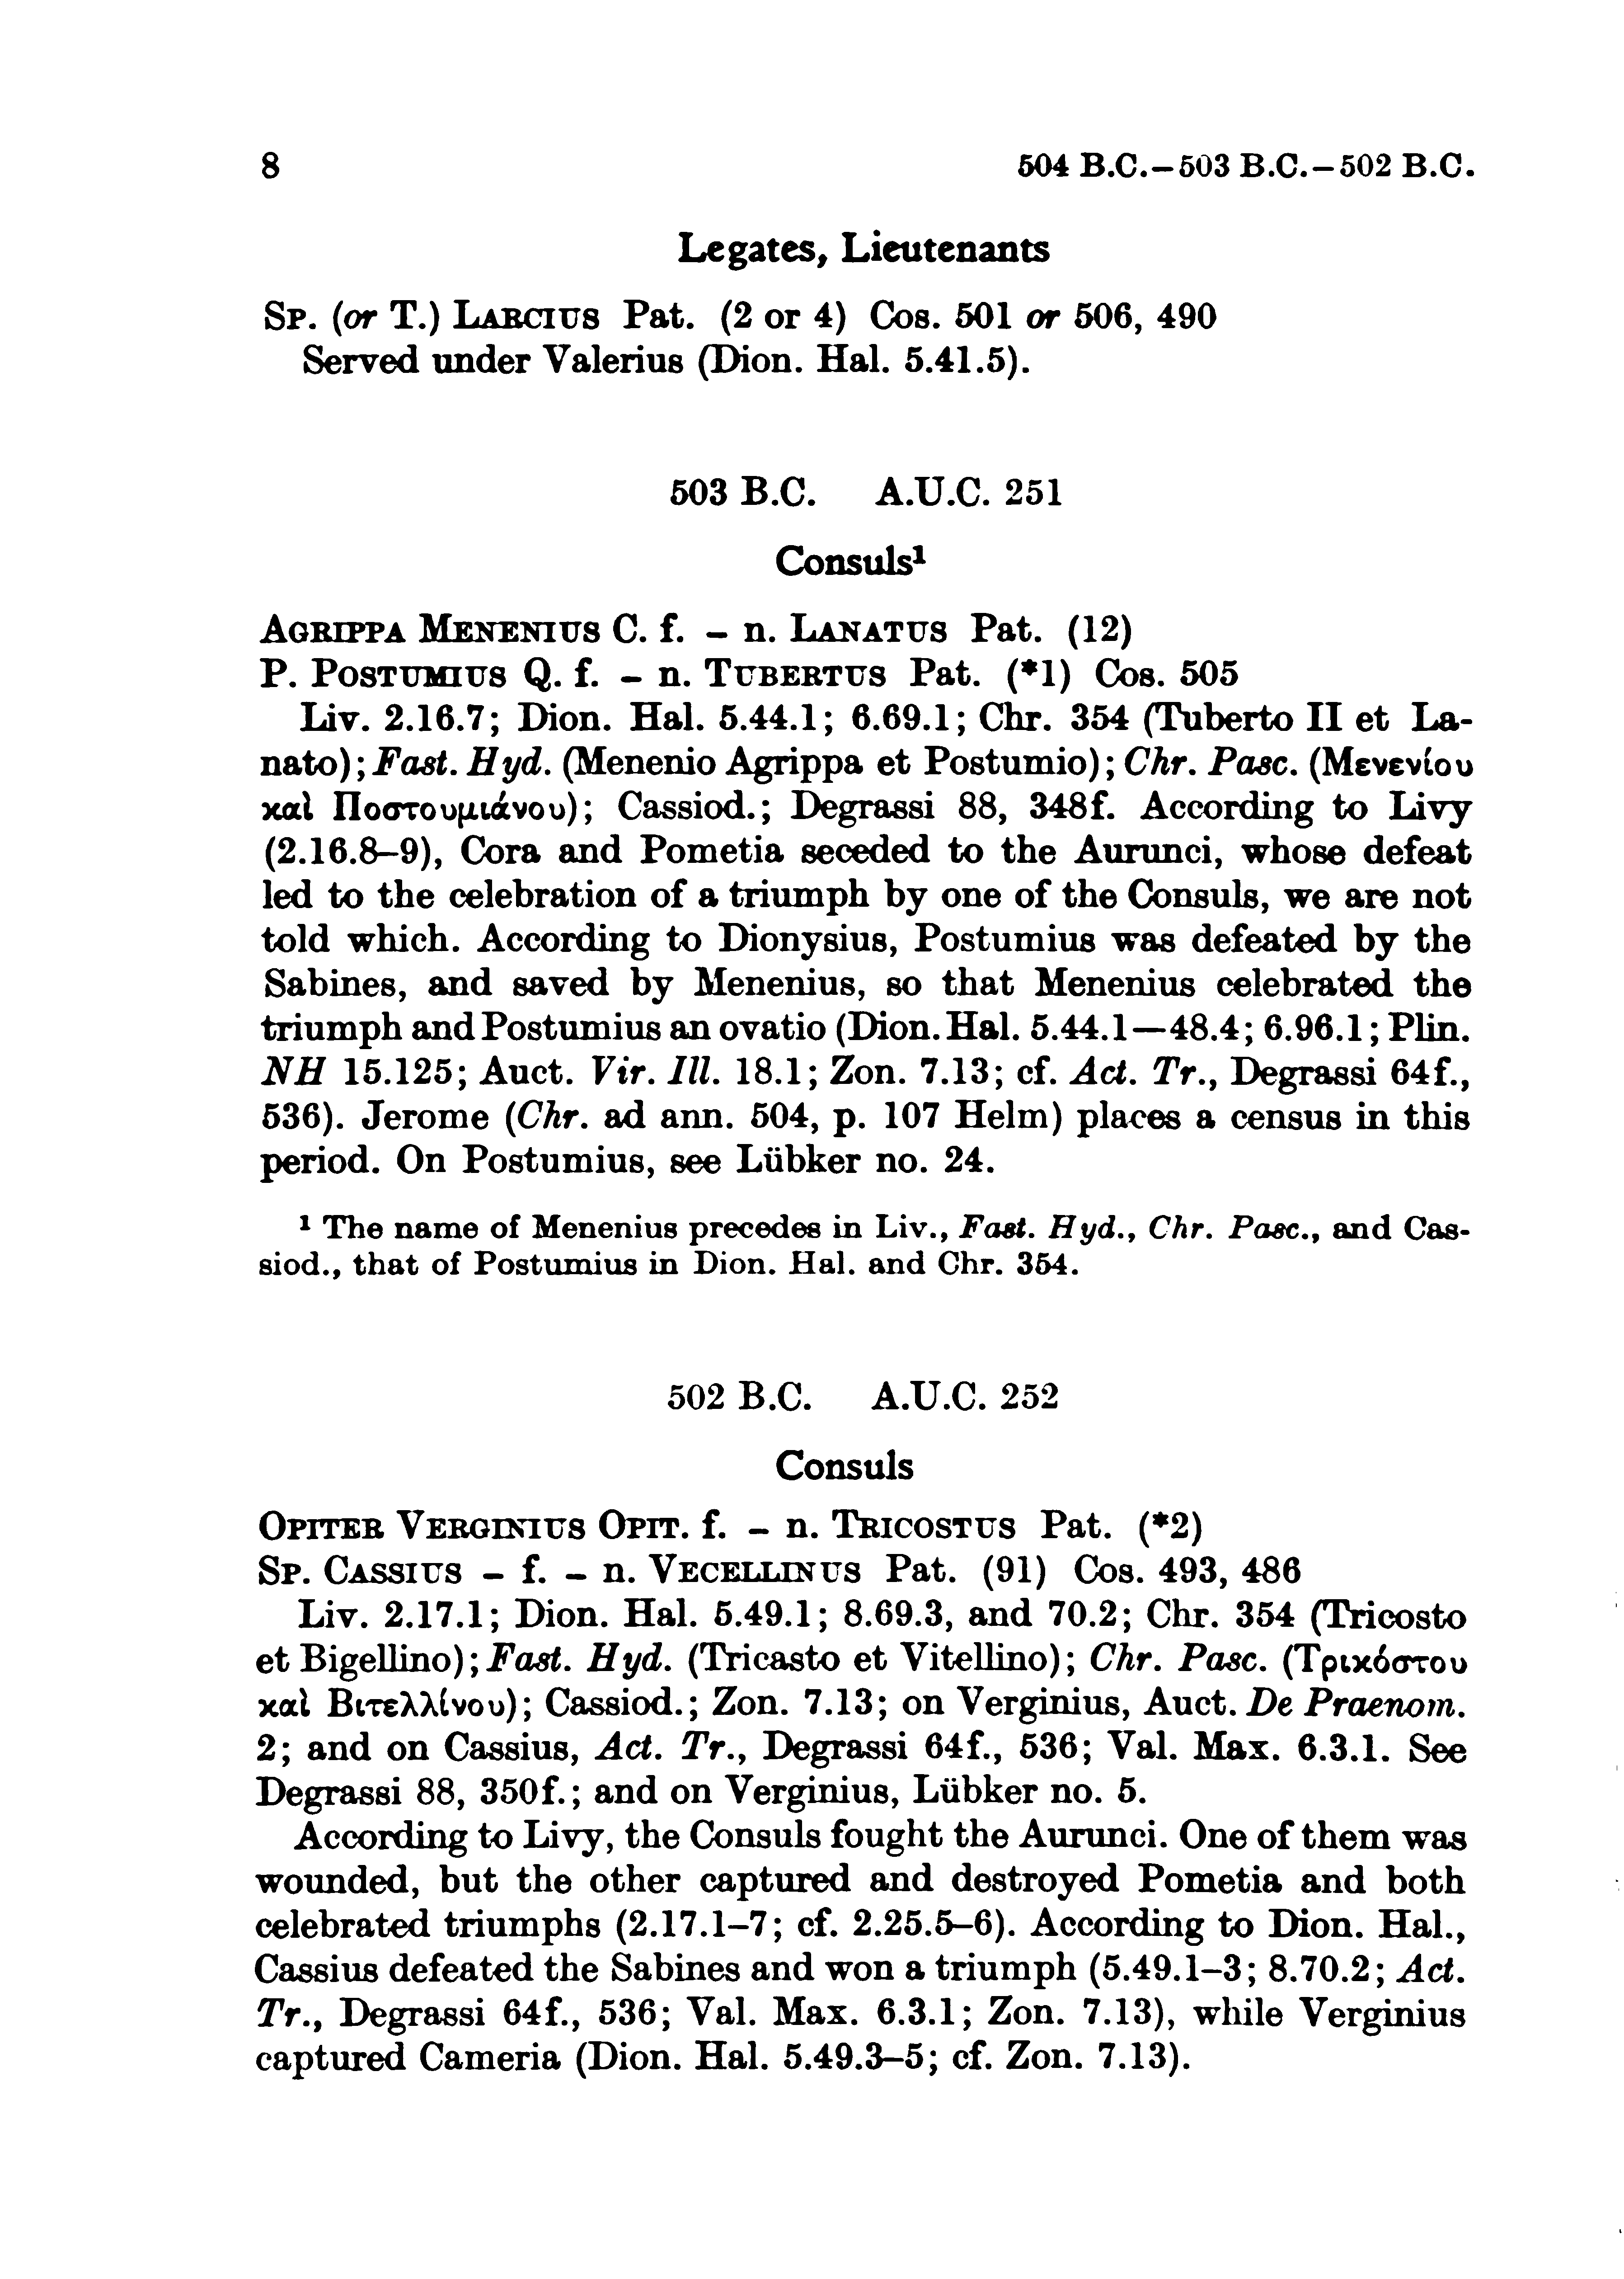 8 504 B.C.–503 B.C.–502 B.C.
Legates, Lieutenants
SP. (or T.) LARCIUS Pat. (2 or 4) Cos. 501 or 506, 490
Served under Valerius (Dion. Hal. 5.41.5).
503 B.C. A.U.C. 251
Consuls¹
AGRIPPA MENENIUS C. f. – n. LANATUS Pat. (12)
P. POSTUMIUS Q. f. – n. TUBERTUS Pat. (*1) Cos. 505
Liv. 2.16.7; Dion. Hal. 5.44.1; 6.69.1; Chr. 354 (Tuberto II et La-
nato); Fast. Hyd. (Menenio Agrippa et Postumio); Chr. Pasc. (Μενενίου
καὶ Ποστουμιάνου); Cassiod.; Degrassi 88, 348f. According to Livy
(2.16.8–9), Cora and Pometia seceded to the Aurunci, whose defeat
led to the celebration of a triumph by one of the Consuls, we are not
told which. According to Dionysius, Postumius was defeated by the
Sabines, and saved by Menenius, so that Menenius celebrated the
triumph and Postumius an ovatio (Dion. Hal. 5.44.1—48.4; 6.96.1; Plin.
NH 15.125; Auct. Vir. Ill. 18.1; Zon. 7.13; cf. Act. Tr., Degrassi 64f.,
536). Jerome (Chr. ad ann. 504, p. 107 Helm) places a census in this
period. On Postumius, see Lübker no. 24.
¹ The name of Menenius precedes in Liv., Fast. Hyd., Chr. Pasc., and Cas-
siod., that of Postumius in Dion. Hal. and Chr. 354.
502 B.C. A.U.C. 252
Consuls
OPITER VERGINIUS OPIT. f. – n. TRICOSTUS Pat. (*2)
SP. CASSIUS – f. – n. VECELLINUS Pat. (91) Cos. 493, 486
Liv. 2.17.1; Dion. Hal. 5.49.1; 8.69.3, and 70.2; Chr. 354 (Tricosto
et Bigellino); Fast. Hyd. (Tricasto et Vitellino); Chr. Pasc. (Τρικόστου
καὶ Βιτελλίνου); Cassiod.; Zon. 7.13; on Verginius, Auct. De Praenom.
2; and on Cassius, Act. Tr., Degrassi 64f., 536; Val. Max. 6.3.1. See
Degrassi 88, 350f.; and on Verginius, Lübker no. 5.
According to Livy, the Consuls fought the Aurunci. One of them was
wounded, but the other captured and destroyed Pometia and both
celebrated triumphs (2.17.1–7; cf. 2.25.5–6). According to Dion. Hal.,
Cassius defeated the Sabines and won a triumph (5.49.1–3; 8.70.2; Act.
Tr., Degrassi 64f., 536; Val. Max. 6.3.1; Zon. 7.13), while Verginius
captured Cameria (Dion. Hal. 5.49.3–5; cf. Zon. 7.13).